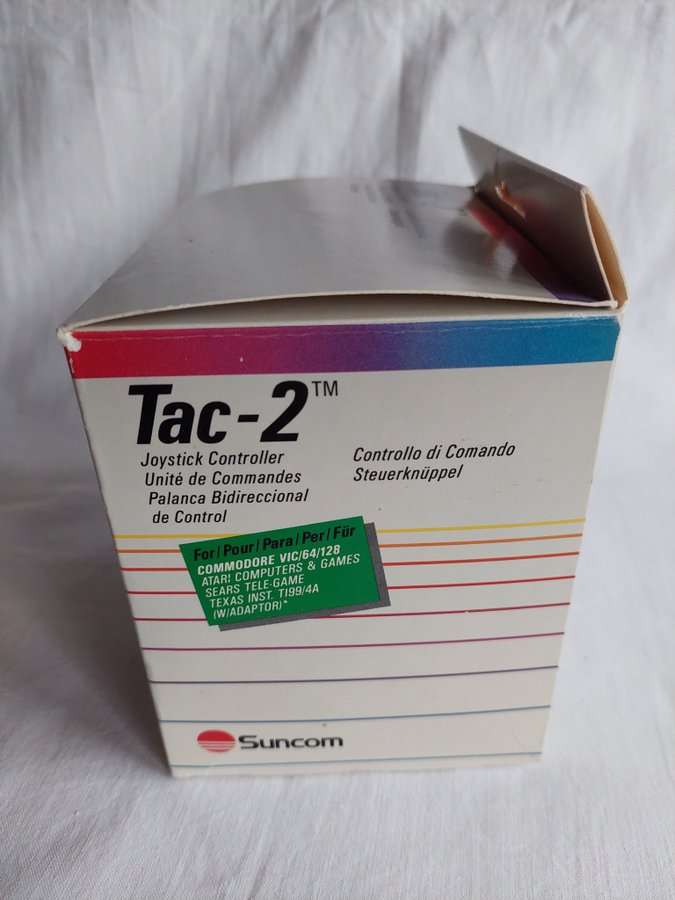 Tac-2™
Joystick Controller
Unité de Commandes
Palanca Bidireccional
de Control
Controllo di Comando
Steuerknüppel
For/Pour/Para/Per/Für
COMMODORE VIC/64/128
ATARI COMPUTERS & GAMES
SEARS TELE-GAME
TEXAS INST. TI99/4A
(W/ADAPTOR)*
Suncom